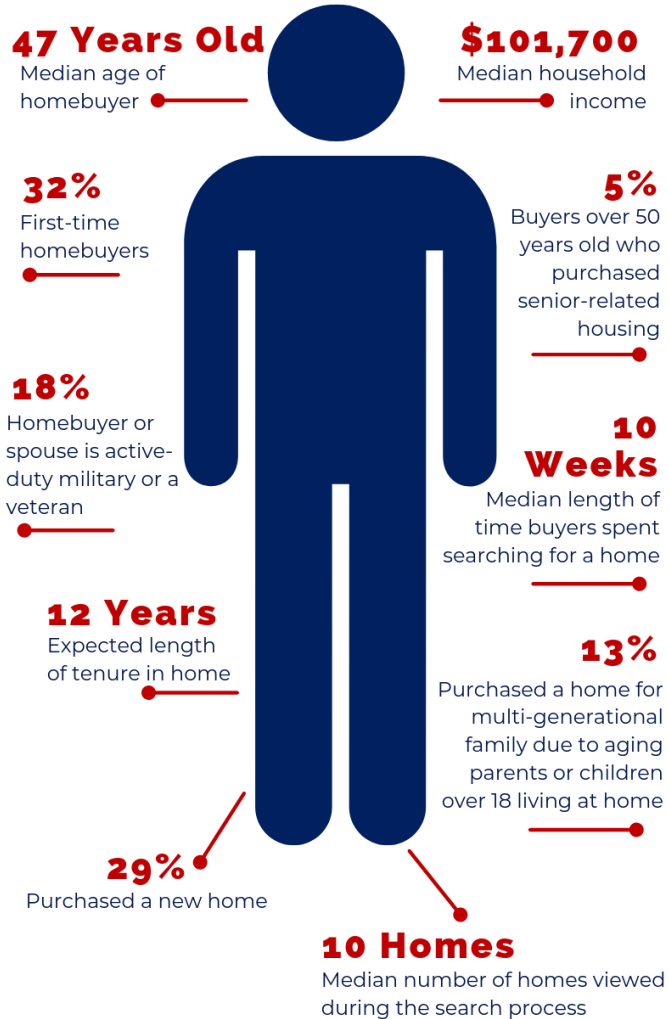 47 Years Old
Median age of
homebuyer
$101,700
Median household
income
32%
First-time
homebuyers
5%
Buyers over 50
years old who
purchased
senior-related
housing
18%
Homebuyer or
spouse is active-
duty military or a
veteran
10
Weeks
Median length of
time buyers spent
searching for a home
12 Years
Expected length
of tenure in home
13%
Purchased a home for
multi-generational
family due to aging
parents or children
over 18 living at home
29%
Purchased a new home
10 Homes
Median number of homes viewed
during the search process